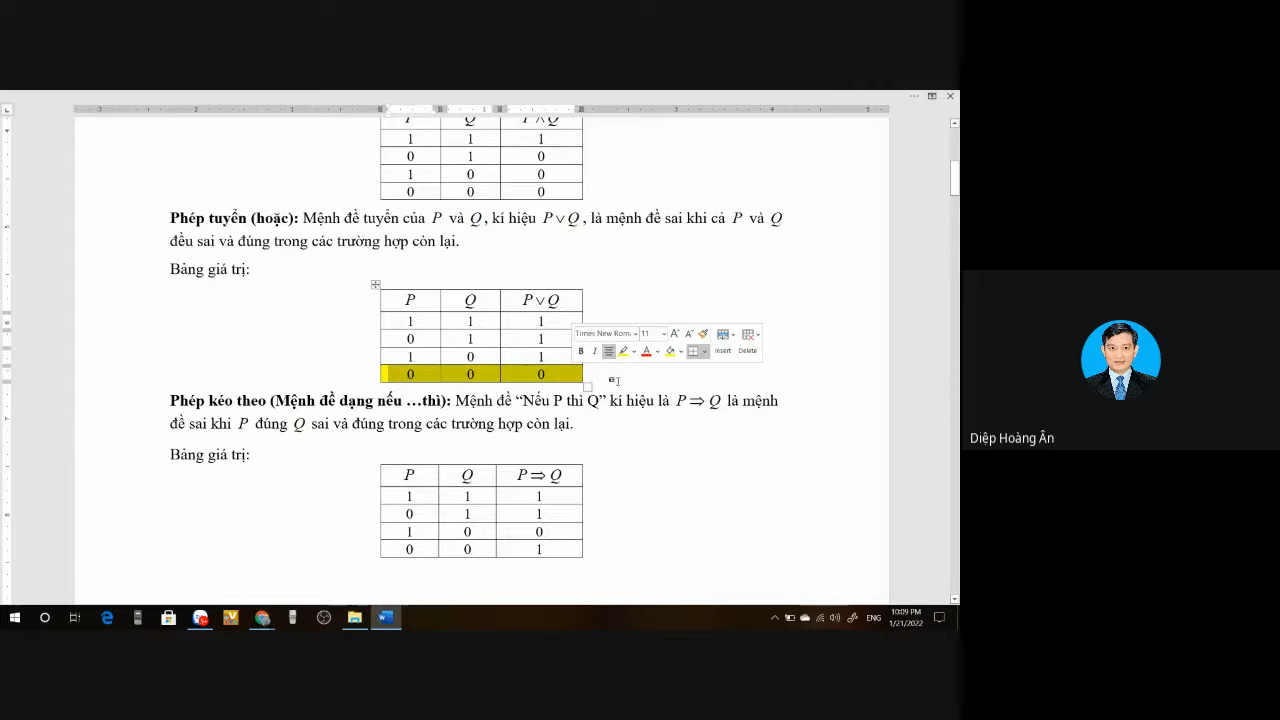 P Q P ∧ Q
1 1 1
0 1 0
1 0 0
0 0 0
Phép tuyển (hoặc): Mệnh đề tuyển của P và Q, kí hiệu P ∨ Q, là mệnh đề sai khi cả P và Q
đều sai và đúng trong các trường hợp còn lại.
Bảng giá trị:
P Q P ∨ Q
1 1 1
0 1 1
1 0 1
0 0 0
Times New Rom 11 A A
B I A Insert Delete
Phép kéo theo (Mệnh đề dạng nếu …thì): Mệnh đề “Nếu P thì Q” kí hiệu là P ⇒ Q là mệnh
đề sai khi P đúng Q sai và đúng trong các trường hợp còn lại.
Bảng giá trị:
P Q P ⇒ Q
1 1 1
0 1 1
1 0 0
0 0 1
Diệp Hoàng Ân
ENG
10:09 PM
1/21/2022